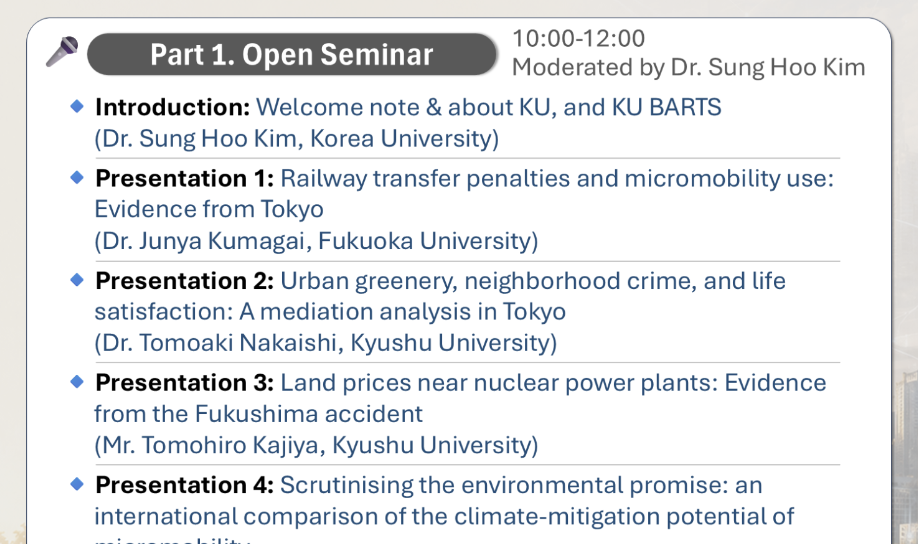 Part 1. Open Seminar
10:00-12:00
Moderated by Dr. Sung Hoo Kim
Introduction: Welcome note & about KU, and KU BARTS
(Dr. Sung Hoo Kim, Korea University)
Presentation 1: Railway transfer penalties and micromobility use:
Evidence from Tokyo
(Dr. Junya Kumagai, Fukuoka University)
Presentation 2: Urban greenery, neighborhood crime, and life
satisfaction: A mediation analysis in Tokyo
(Dr. Tomoaki Nakaishi, Kyushu University)
Presentation 3: Land prices near nuclear power plants: Evidence
from the Fukushima accident
(Mr. Tomohiro Kajiya, Kyushu University)
Presentation 4: Scrutinising the environmental promise: an
international comparison of the climate-mitigation potential of